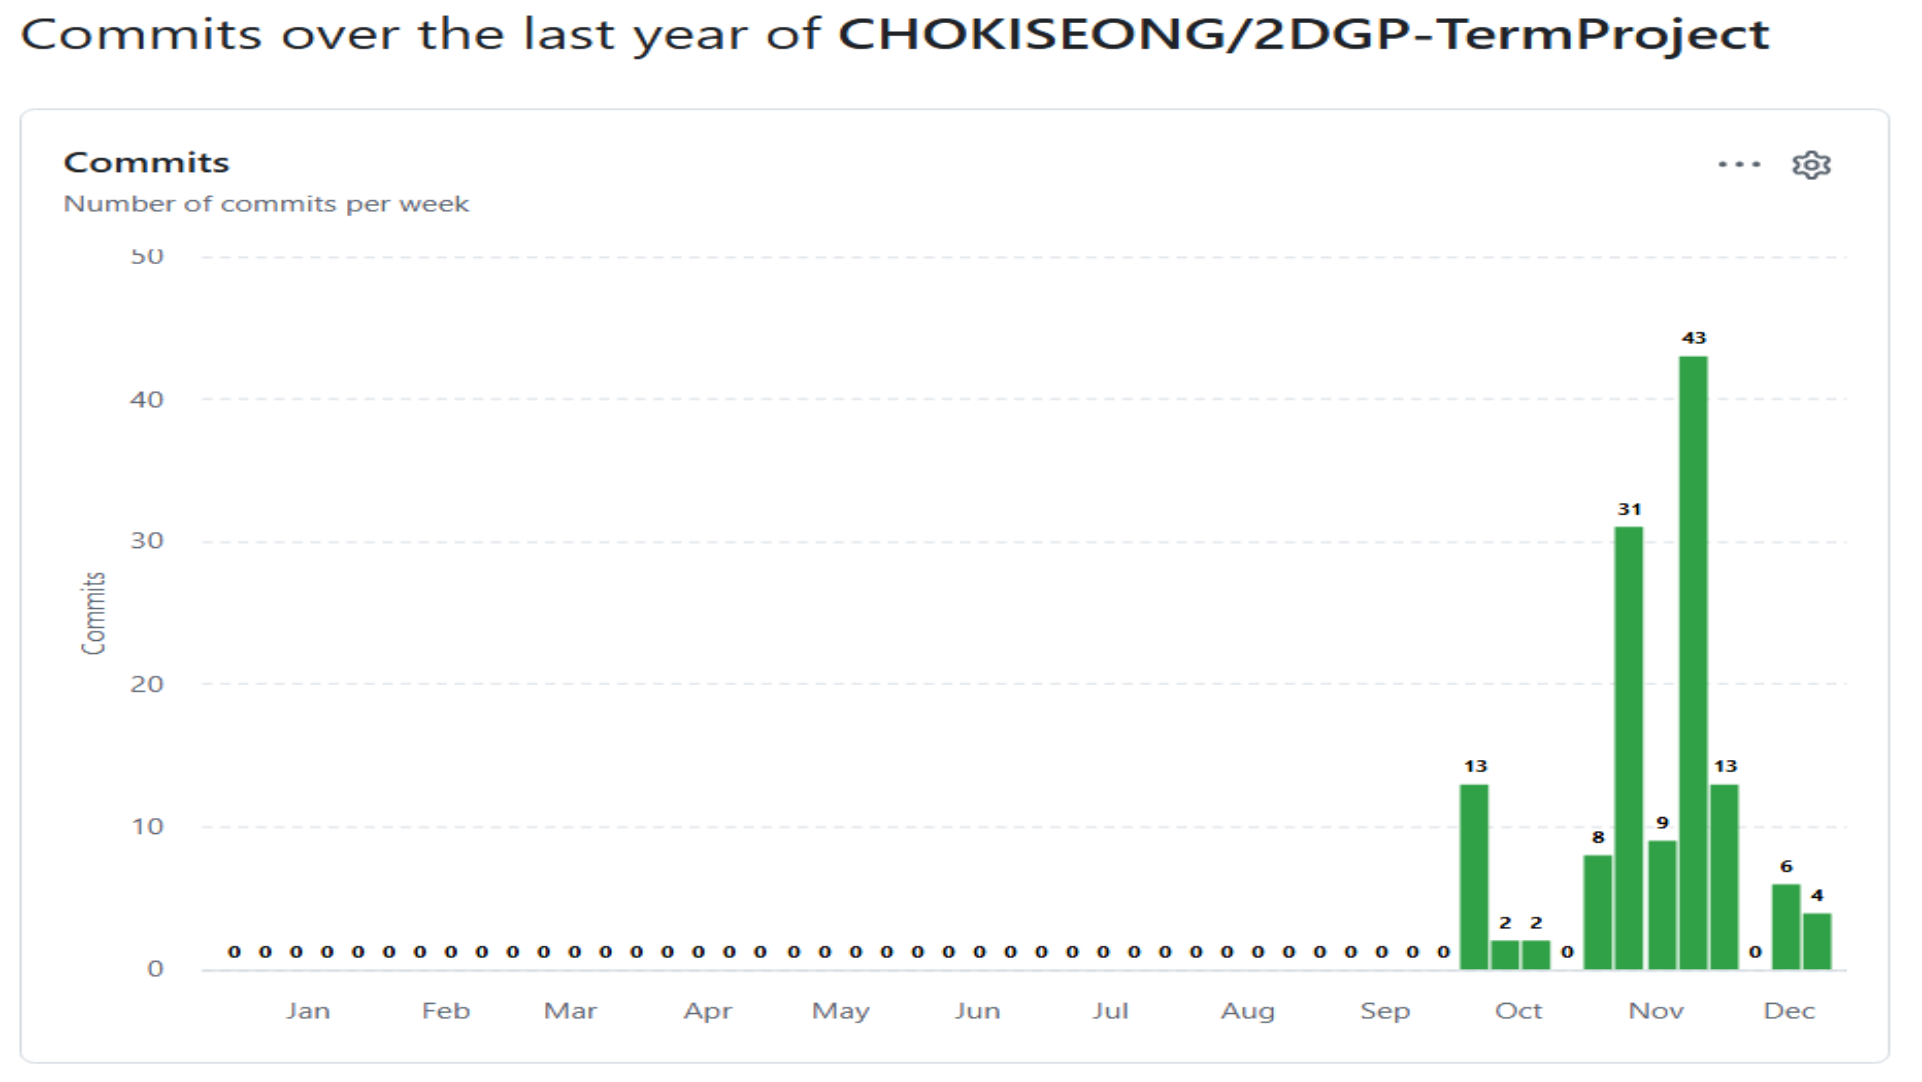 Commits over the last year of CHOKISEONG/2DGP-TermProject
Commits
Number of commits per week
50
40
30
20
10
0
Commits
0 0 0 0 0 0 0 0 0 0 0 0 0 0 0 0 0 0 0 0 0 0 0 0 0 0 0 0 0 0 0 0 0 0 0 0 0 0 0 0 13 2 2 0 8 31 9 43 13 0 6 4
Jan Feb Mar Apr May Jun Jul Aug Sep Oct Nov Dec